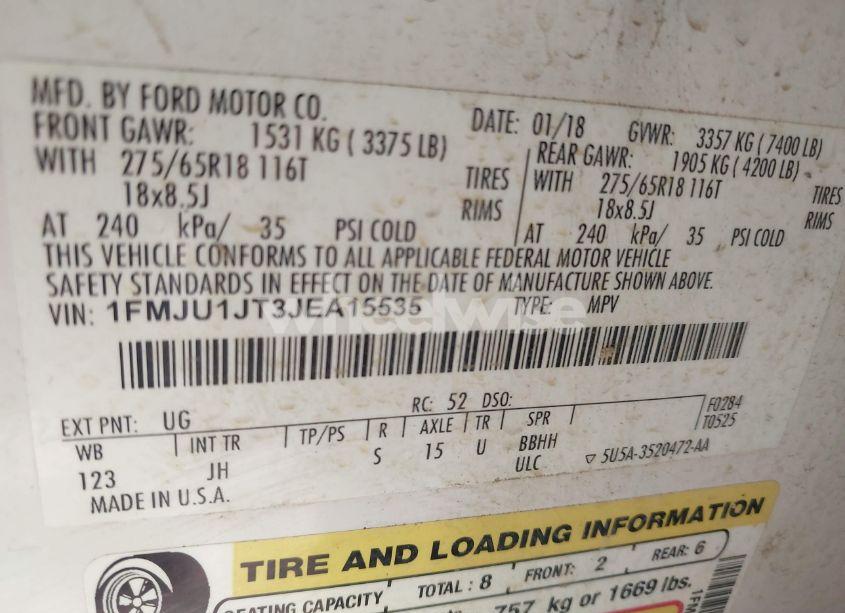 MFD. BY FORD MOTOR CO.
DATE: 01/18 GVWR: 3357 KG ( 7400 LB)
FRONT GAWR: 1531 KG ( 3375 LB)
REAR GAWR: 1905 KG ( 4200 LB)
WITH 275/65R18 116T TIRES
WITH 275/65R18 116T TIRES
18x8.5J RIMS
18x8.5J RIMS
AT 240 kPa/ 35 PSI COLD
AT 240 kPa/ 35 PSI COLD
THIS VEHICLE CONFORMS TO ALL APPLICABLE FEDERAL MOTOR VEHICLE
SAFETY STANDARDS IN EFFECT ON THE DATE OF MANUFACTURE SHOWN ABOVE.
VIN: 1FMJU1JT3JEA15535 TYPE: MPV
wheelwise
EXT PNT: UG RC: 52 DSO: F0284
T0525
WB INT TR TP/PS R AXLE TR SPR
123 JH S 15 U BBHH
ULC 5U5A-3520472-AA
MADE IN U.S.A.
TIRE AND LOADING INFORMATION
SEATING CAPACITY TOTAL : 8 FRONT: 2 REAR: 6
757 kg or 1669 lbs.